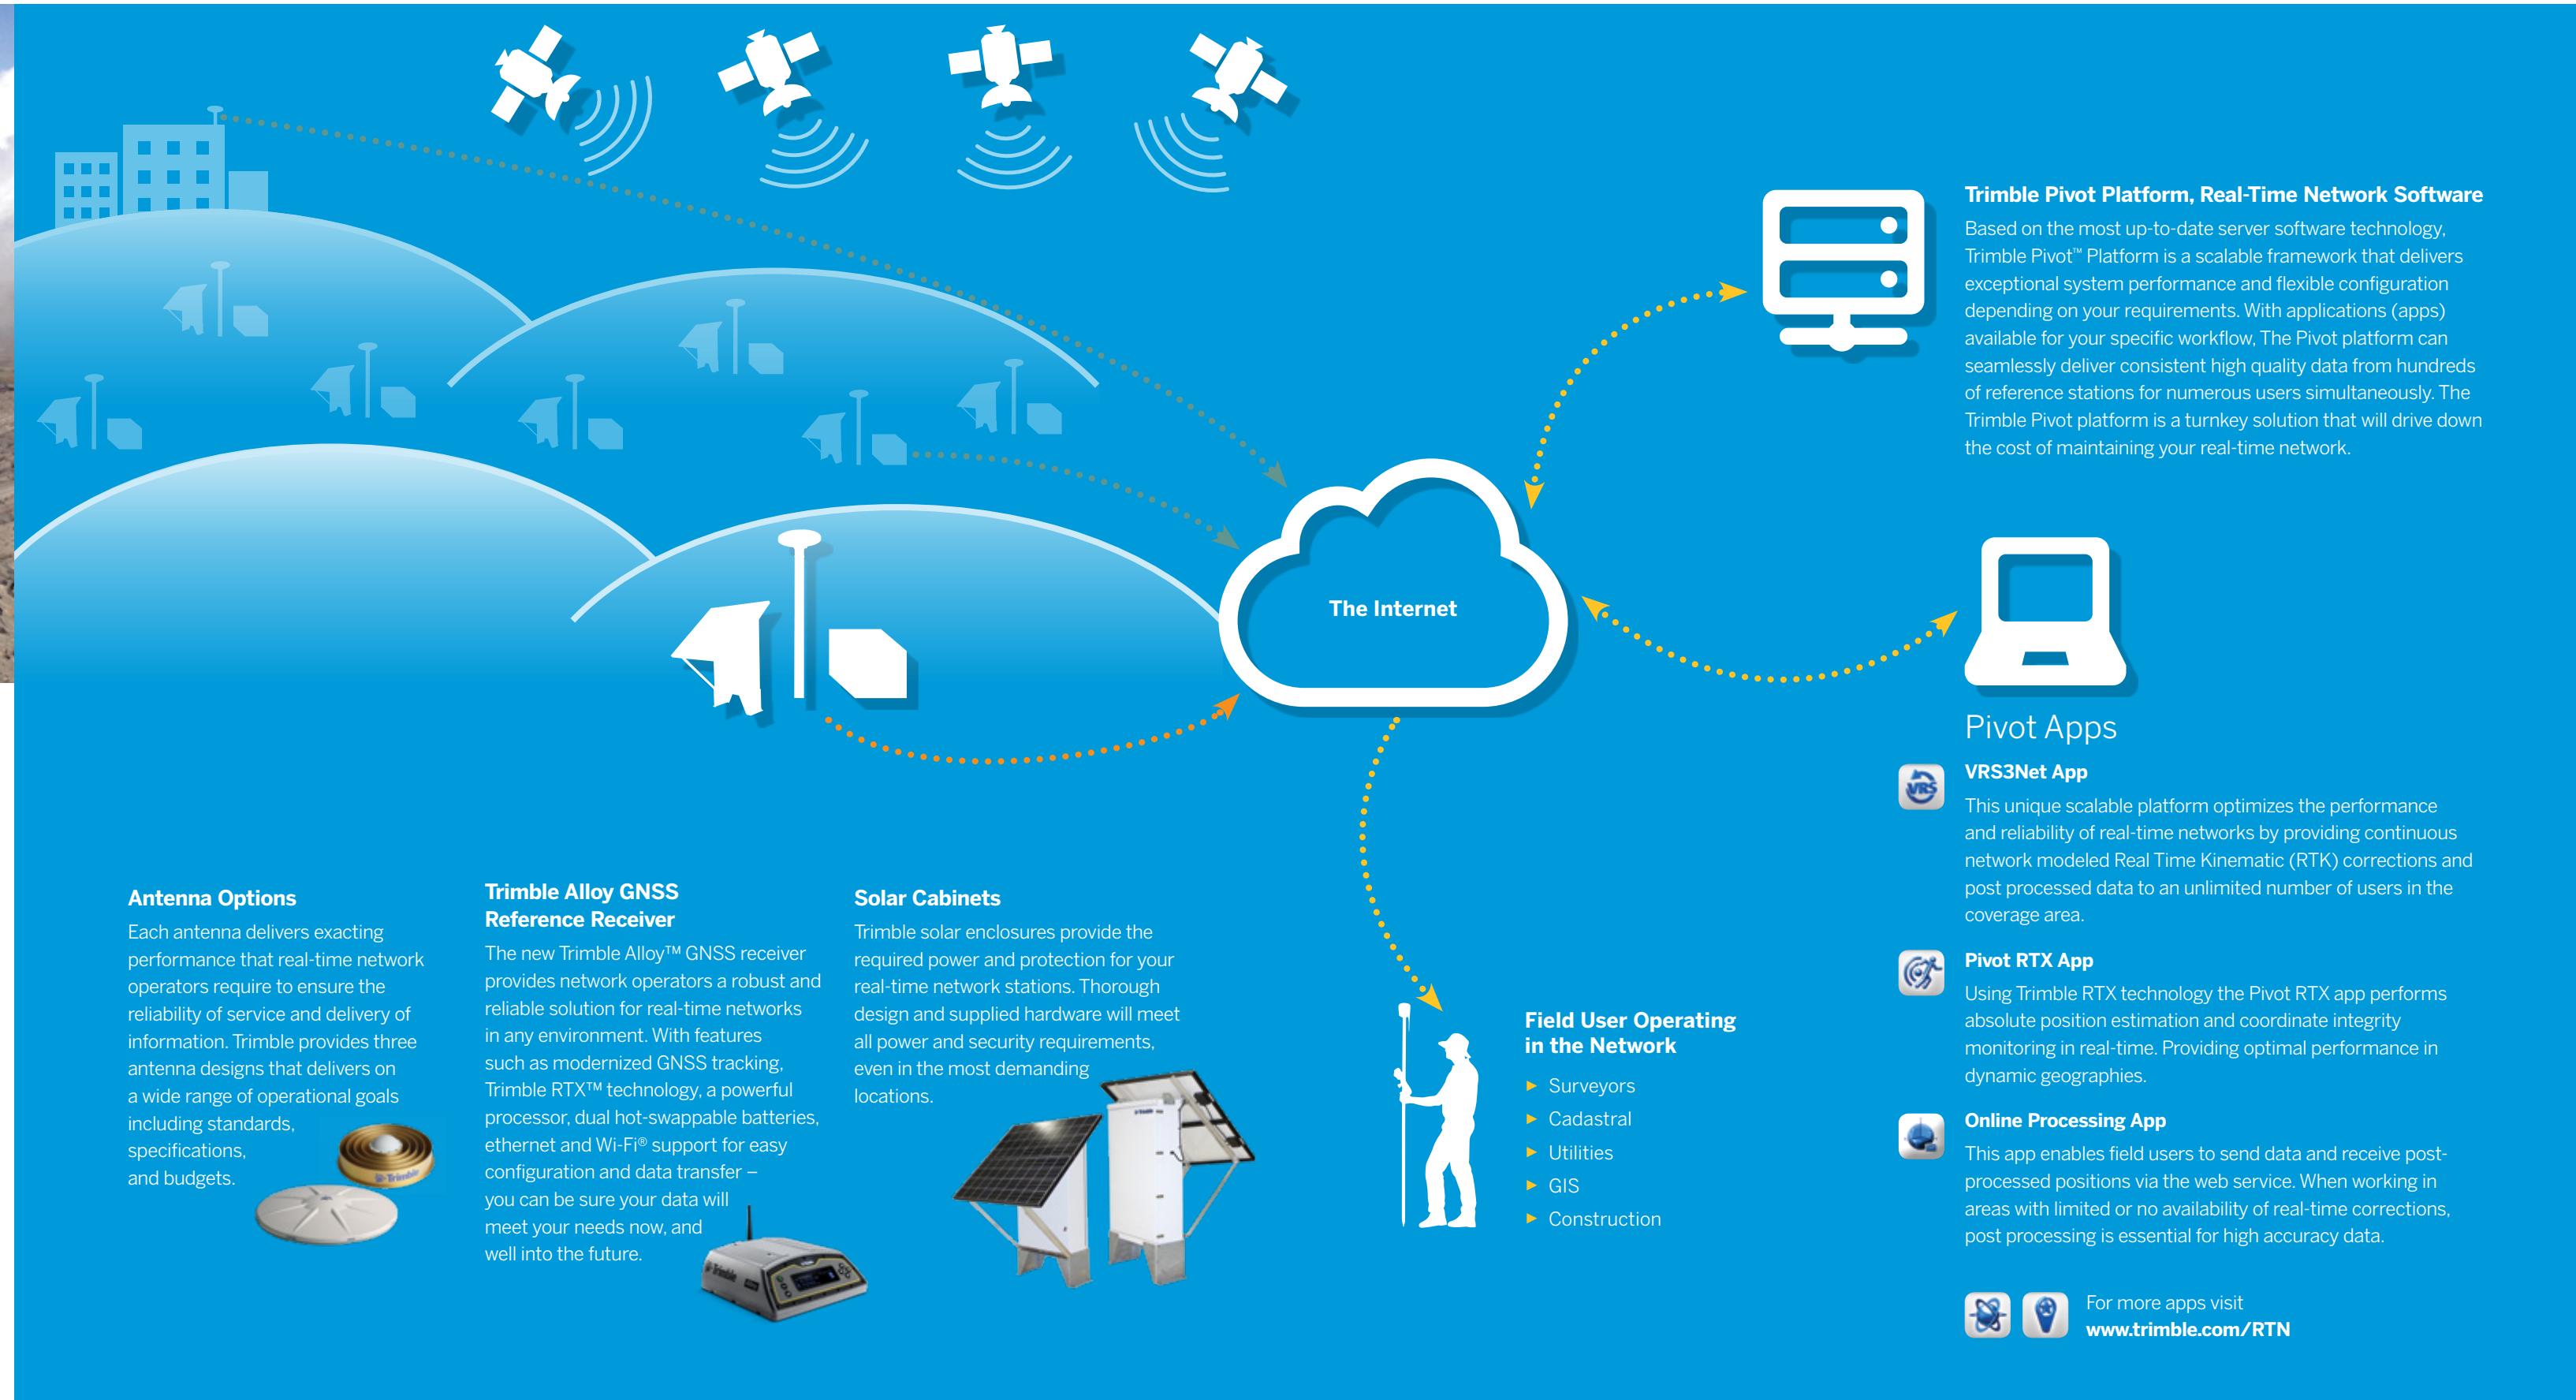 Trimble Pivot Platform, Real-Time Network Software
Based on the most up-to-date server software technology,
Trimble Pivot™ Platform is a scalable framework that delivers
exceptional system performance and flexible configuration
depending on your requirements. With applications (apps)
available for your specific workflow, The Pivot platform can
seamlessly deliver consistent high quality data from hundreds
of reference stations for numerous users simultaneously. The
Trimble Pivot platform is a turnkey solution that will drive down
the cost of maintaining your real-time network.
The Internet
Pivot Apps
VRS
VRS3Net App
This unique scalable platform optimizes the performance
and reliability of real-time networks by providing continuous
network modeled Real Time Kinematic (RTK) corrections and
post processed data to an unlimited number of users in the
coverage area.
Pivot RTX App
Using Trimble RTX technology the Pivot RTX app performs
absolute position estimation and coordinate integrity
monitoring in real-time. Providing optimal performance in
dynamic geographies.
Online Processing App
This app enables field users to send data and receive post-
processed positions via the web service. When working in
areas with limited or no availability of real-time corrections,
post processing is essential for high accuracy data.
For more apps visit
www.trimble.com/RTN
Antenna Options
Each antenna delivers exacting
performance that real-time network
operators require to ensure the
reliability of service and delivery of
information. Trimble provides three
antenna designs that delivers on
a wide range of operational goals
including standards,
specifications,
and budgets.
Trimble
Trimble Alloy GNSS
Reference Receiver
The new Trimble Alloy™ GNSS receiver
provides network operators a robust and
reliable solution for real-time networks
in any environment. With features
such as modernized GNSS tracking,
Trimble RTX™ technology, a powerful
processor, dual hot-swappable batteries,
ethernet and Wi-Fi® support for easy
configuration and data transfer –
you can be sure your data will
meet your needs now, and
well into the future.
Trimble
Solar Cabinets
Trimble solar enclosures provide the
required power and protection for your
real-time network stations. Thorough
design and supplied hardware will meet
all power and security requirements,
even in the most demanding
locations.
Trimble
Field User Operating
in the Network
► Surveyors
► Cadastral
► Utilities
► GIS
► Construction